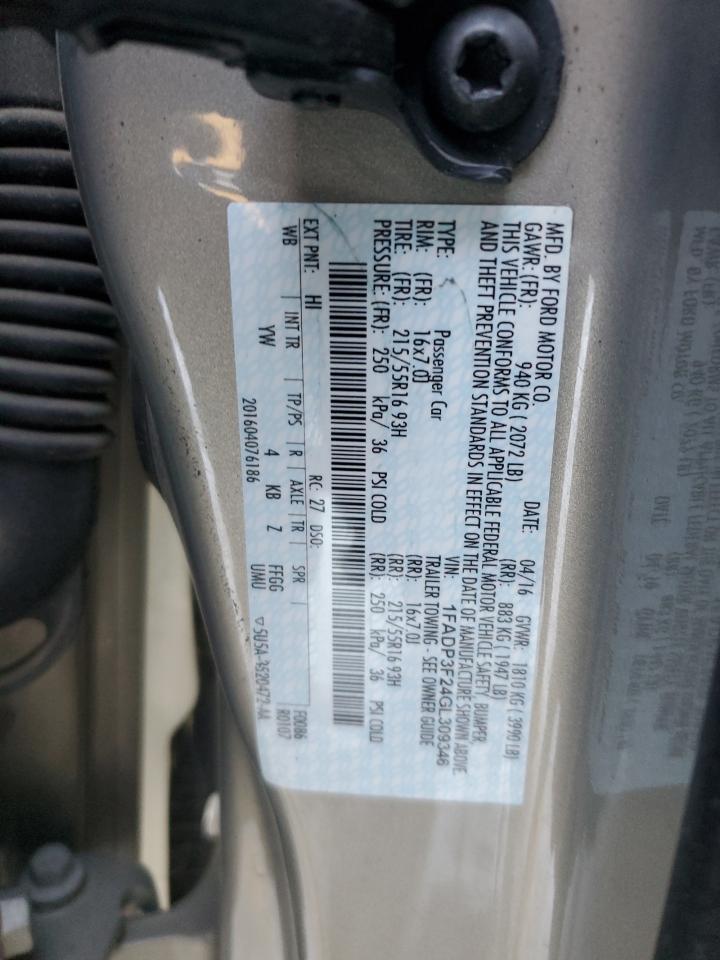 MFD. BY FORD MOTOR CO.
DATE: 04/16 GVWR: 1810 KG ( 3990 LB)
GAWR: (FR): 940 KG ( 2072 LB) (RR): 883 KG ( 1947 LB)
THIS VEHICLE CONFORMS TO ALL APPLICABLE FEDERAL MOTOR VEHICLE SAFETY, BUMPER
AND THEFT PREVENTION STANDARDS IN EFFECT ON THE DATE OF MANUFACTURE SHOWN ABOVE
VIN: 1FADP3F24GL309346
TYPE: Passenger Car TRAILER TOWING - SEE OWNER GUIDE
RIM: (FR): 16x7.0J (RR): 16x7.0J
TIRE: (FR): 215/55R16 93H (RR): 215/55R16 93H
PRESSURE: (FR): 250 kPa/ 36 PSI COLD (RR): 250 kPa/ 36 PSI COLD
EXT PNT: HI RC: 27 DSO: F0086
WB INT TR TP/PS R AXLE TR SPR R0107
YW 4 KB Z FFGG UMU
201604076186 ▽5U5A-3520472-AA